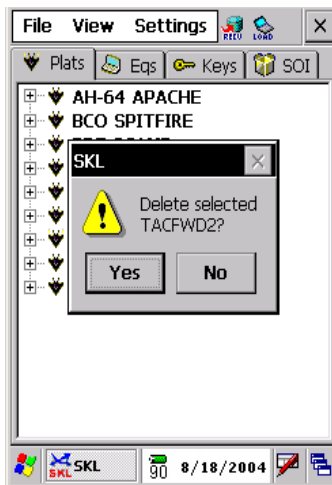 File View Settings RECV LOAD ×
Plats Eqs Keys SOI
AH-64 APACHE
BCO SPITFIRE
SKL
Delete selected
TACFWD2?
Yes No
SKL SKL 90 8/18/2004